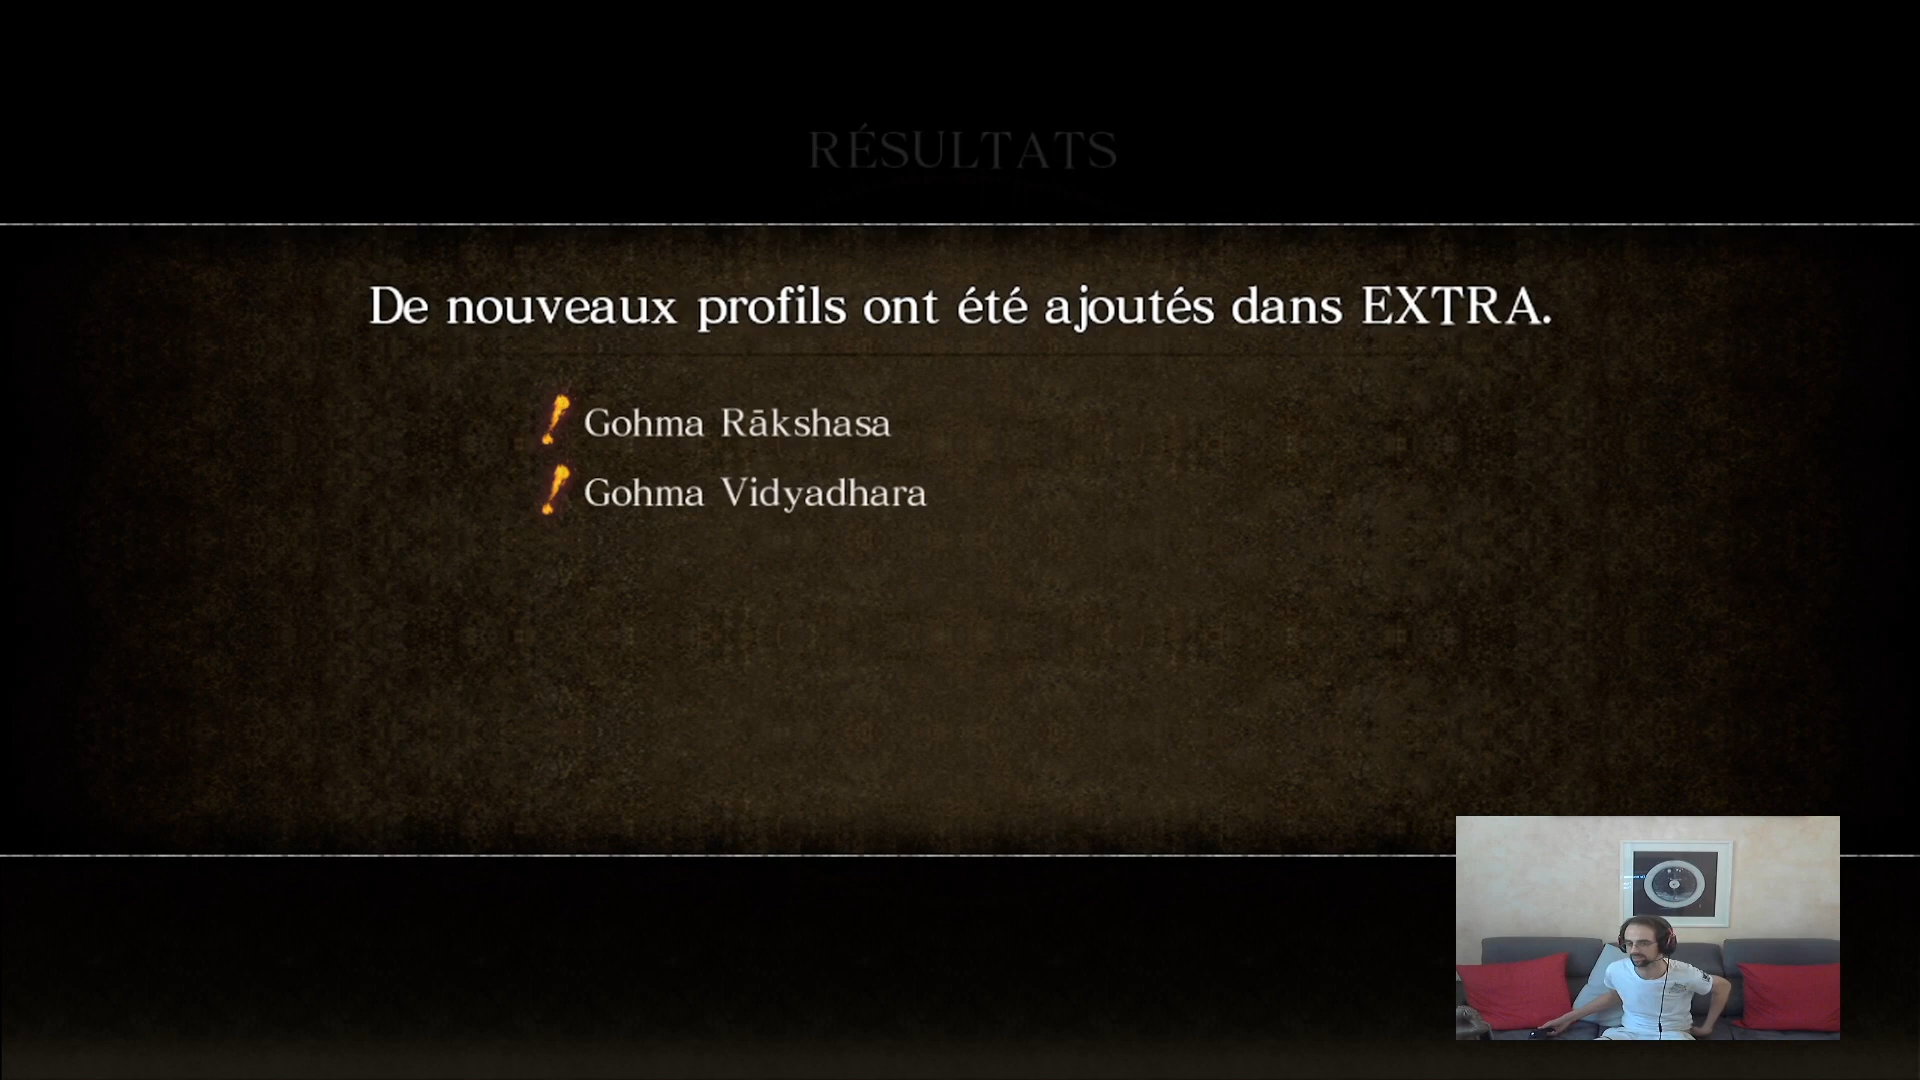 RÉSULTATS
De nouveaux profils ont été ajoutés dans EXTRA.
Gohma Rākshasa
Gohma Vidyadhara